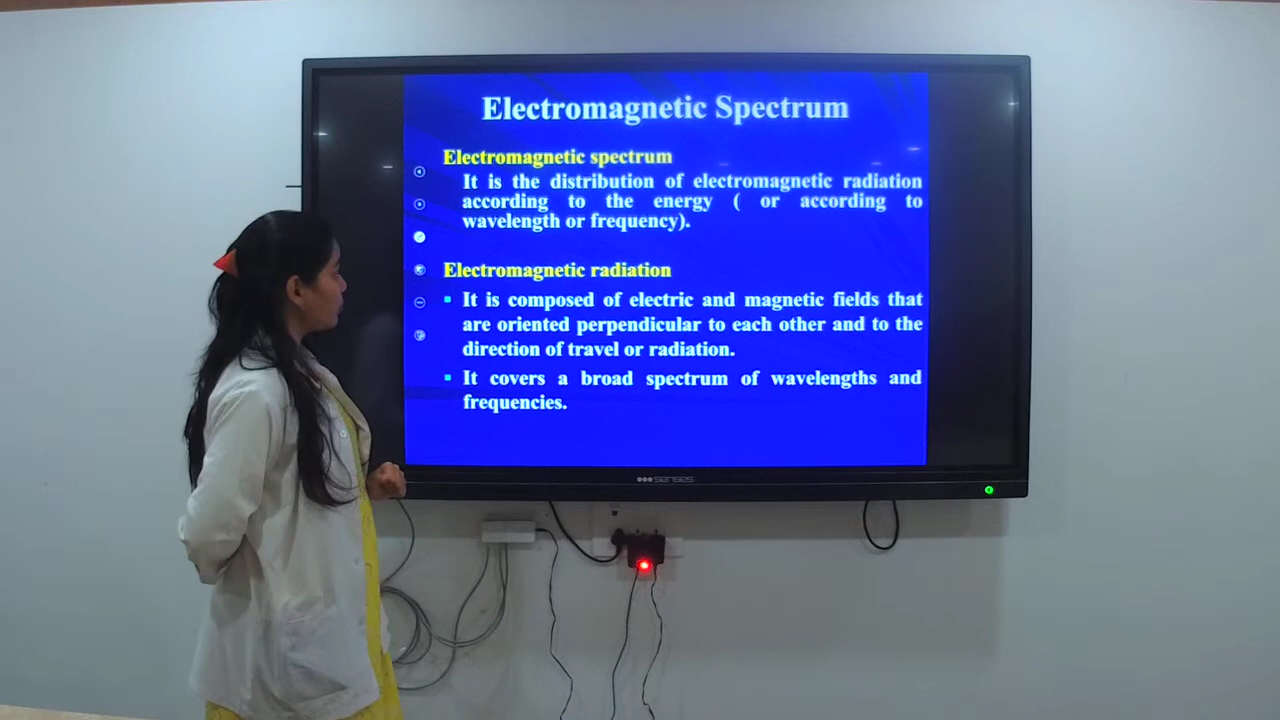 Electromagnetic Spectrum
Electromagnetic spectrum
It is the distribution of electromagnetic radiation
according to the energy ( or according to
wavelength or frequency).
Electromagnetic radiation
It is composed of electric and magnetic fields that
are oriented perpendicular to each other and to the
direction of travel or radiation.
It covers a broad spectrum of wavelengths and
frequencies.